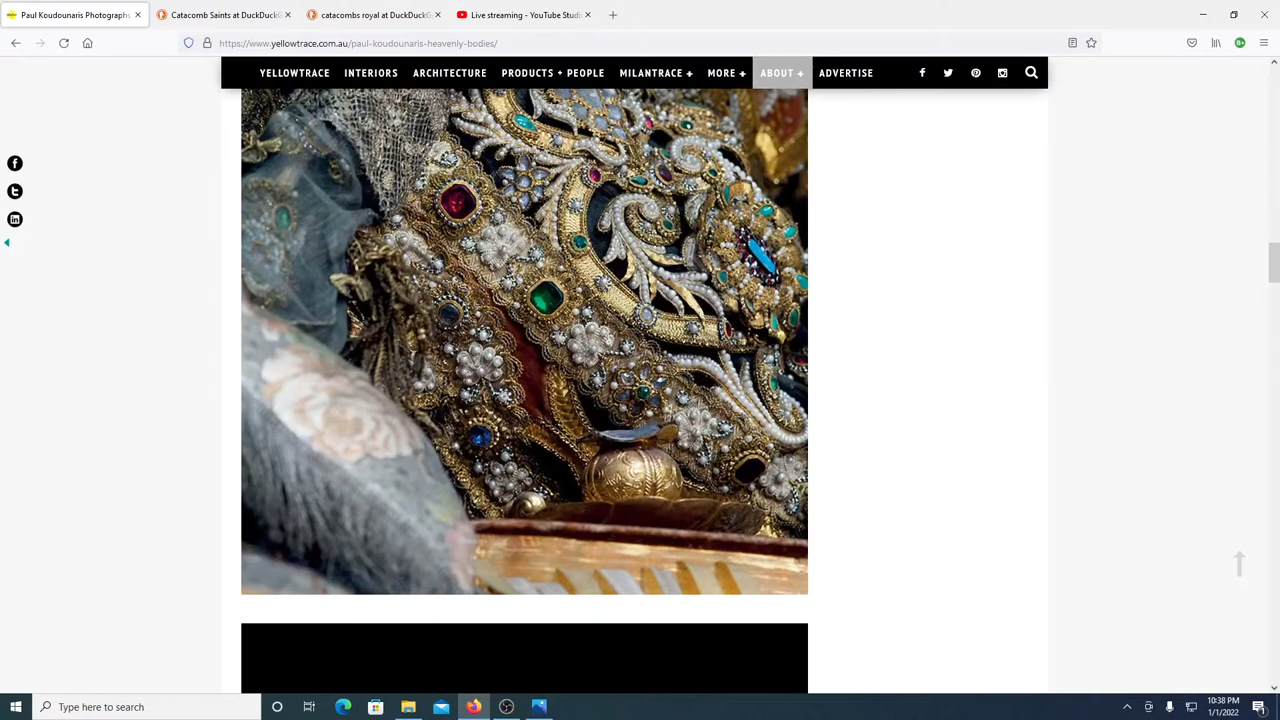 Paul Koudounaris Photographs
Catacomb Saints at DuckDuckG
catacombs royal at DuckDuckG
Live streaming - YouTube Studi
https://www.yellowtrace.com.au/paul-koudounaris-heavenly-bodies/
YELLOWTRACE INTERIORS ARCHITECTURE PRODUCTS + PEOPLE MILANTRACE + MORE + ABOUT + ADVERTISE
Type here to search
10:38 PM
1/1/2022